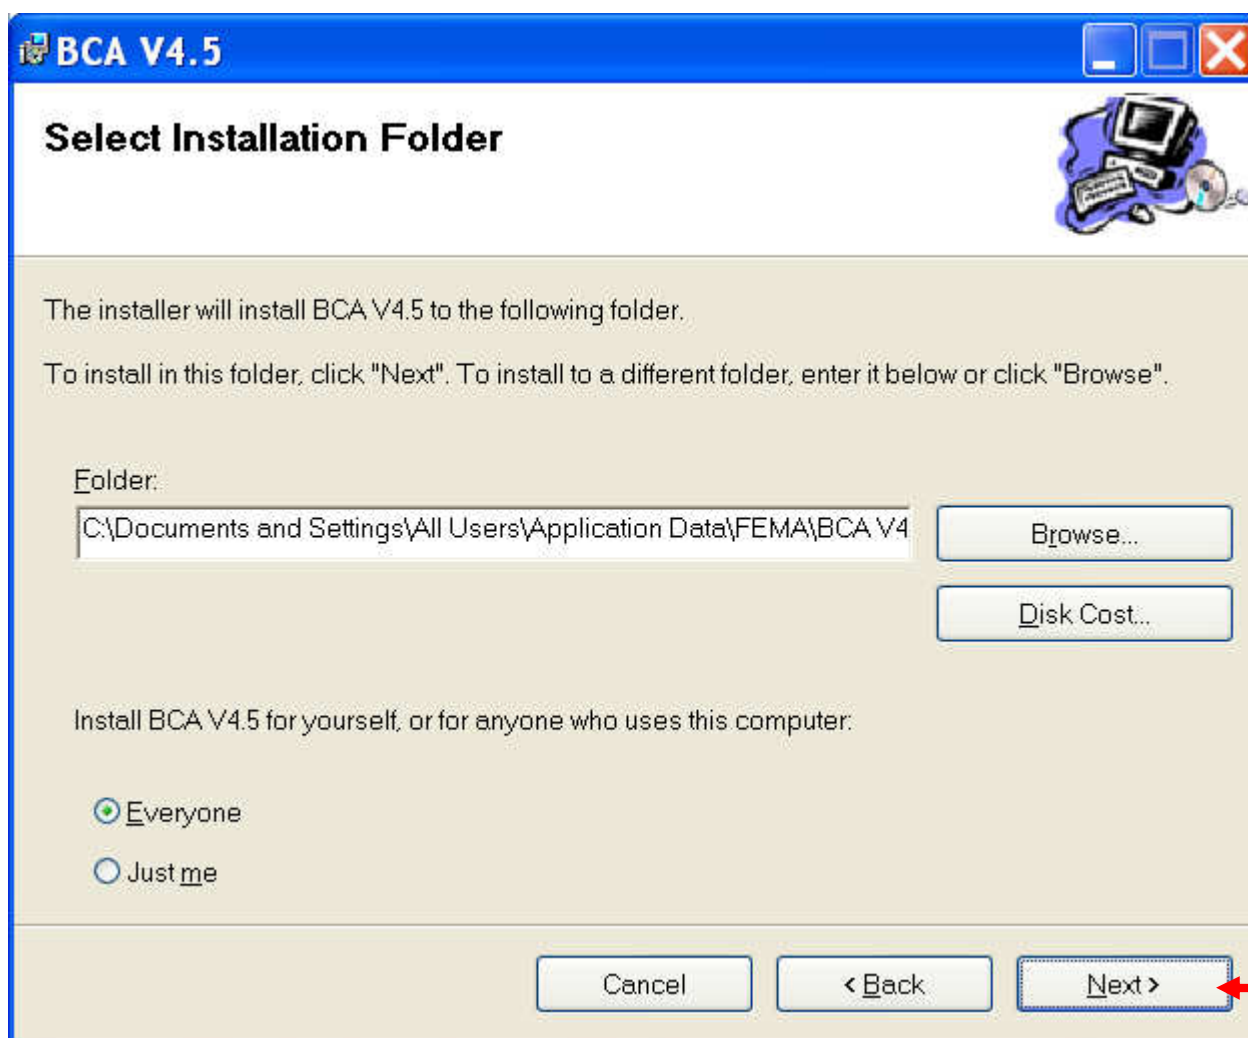 BCA V4.5
Select Installation Folder
The installer will install BCA V4.5 to the following folder.
To install in this folder, click "Next". To install to a different folder, enter it below or click "Browse".
Folder:
C:\Documents and Settings\All Users\Application Data\FEMA\BCA V4
Browse...
Disk Cost...
Install BCA V4.5 for yourself, or for anyone who uses this computer:
Everyone
Just me
Cancel
< Back
Next >